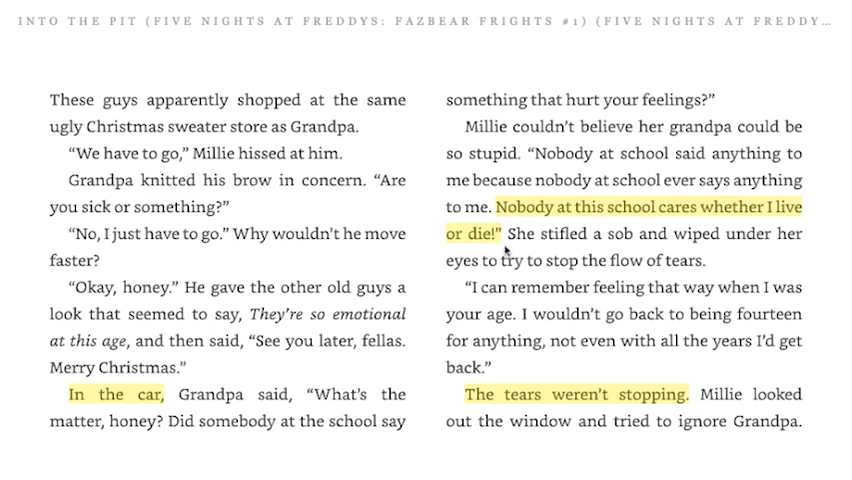 INTO THE PIT (FIVE NIGHTS AT FREDDYS: FAZBEAR FRIGHTS #1) (FIVE NIGHTS AT FREDDY…
These guys apparently shopped at the same
ugly Christmas sweater store as Grandpa.
“We have to go,” Millie hissed at him.
Grandpa knitted his brow in concern. “Are
you sick or something?”
“No, I just have to go.” Why wouldn’t he move
faster?
“Okay, honey.” He gave the other old guys a
look that seemed to say, They’re so emotional
at this age, and then said, “See you later, fellas.
Merry Christmas.”
In the car, Grandpa said, “What’s the
matter, honey? Did somebody at the school say
something that hurt your feelings?”
Millie couldn’t believe her grandpa could be
so stupid. “Nobody at school said anything to
me because nobody at school ever says anything
to me. Nobody at this school cares whether I live
or die!” She stifled a sob and wiped under her
eyes to try to stop the flow of tears.
“I can remember feeling that way when I was
your age. I wouldn’t go back to being fourteen
for anything, not even with all the years I’d get
back.”
The tears weren’t stopping. Millie looked
out the window and tried to ignore Grandpa.